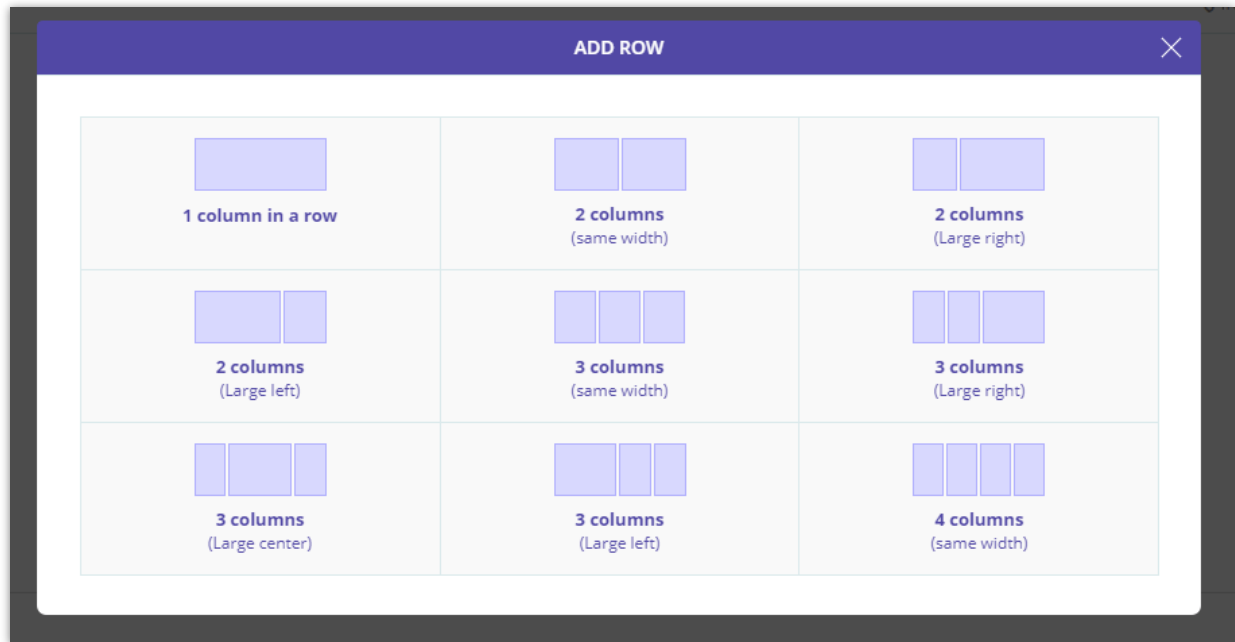 ADD ROW
1 column in a row
2 columns
(same width)
2 columns
(Large right)
2 columns
(Large left)
3 columns
(same width)
3 columns
(Large right)
3 columns
(Large center)
3 columns
(Large left)
4 columns
(same width)